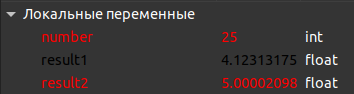 Локальные переменные
number 25 int
result1 4.12313175 float
result2 5.00002098 float